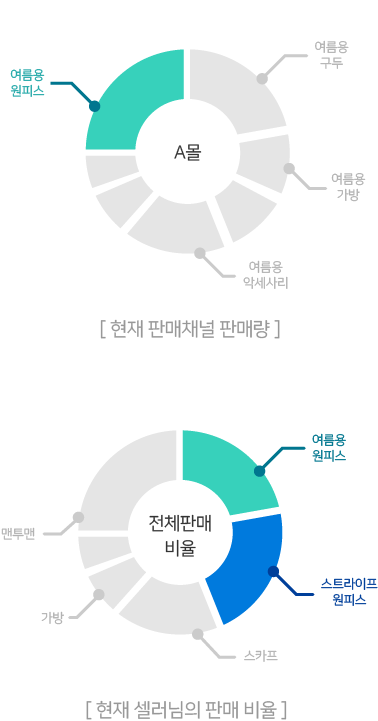 여름용
구두
여름용
원피스
A몰
여름용
가방
여름용
악세사리
[ 현재 판매채널 판매량 ]
여름용
원피스
전체판매
비율
맨투맨
스트라이프
원피스
가방
스카프
[ 현재 셀러님의 판매 비율 ]